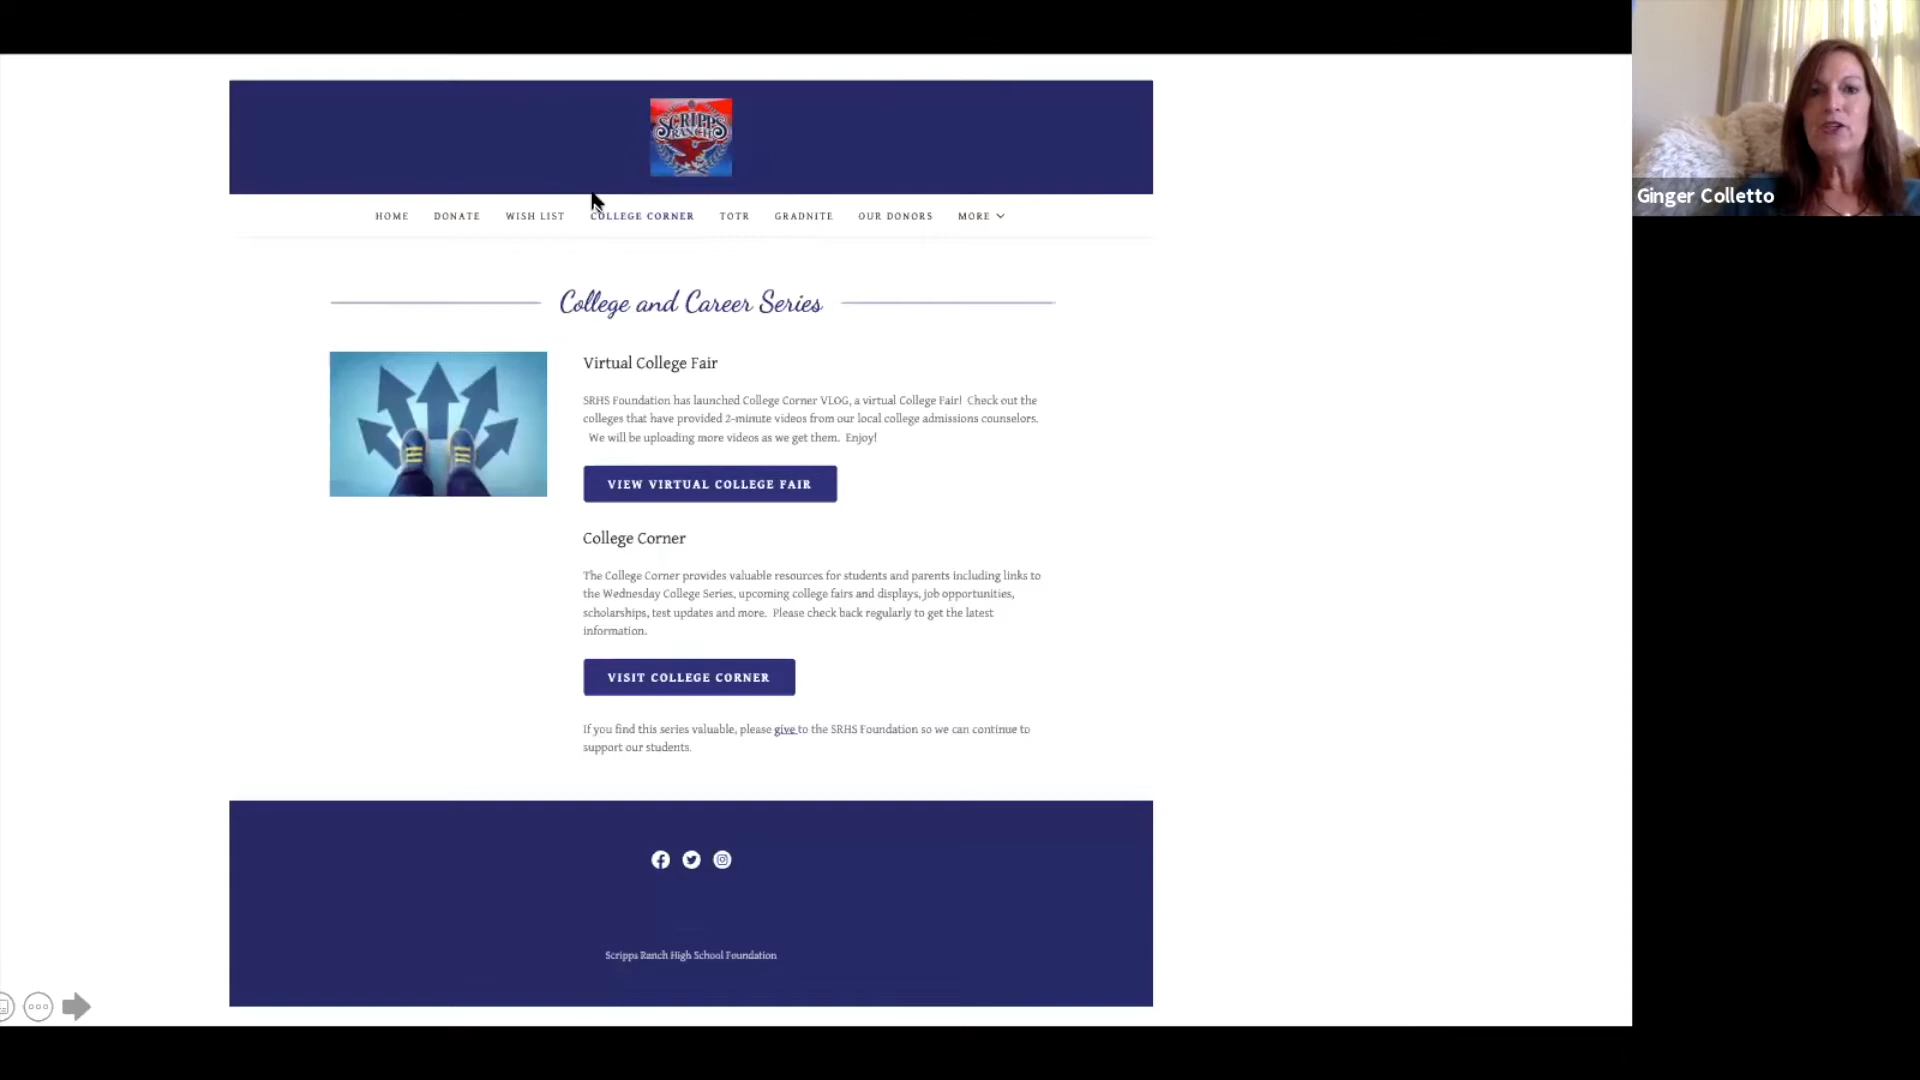 SCRIPPS
RANCH
Ginger Colletto
HOME DONATE WISH LIST COLLEGE CORNER TOTR GRADNITE OUR DONORS MORE
College and Career Series
Virtual College Fair
SRHS Foundation has launched College Corner VLOG, a virtual College Fair! Check out the
colleges that have provided 2-minute videos from our local college admissions counselors.
We will be uploading more videos as we get them. Enjoy!
VIEW VIRTUAL COLLEGE FAIR
College Corner
The College Corner provides valuable resources for students and parents including links to
the Wednesday College Series, upcoming college fairs and displays, job opportunities,
scholarships, test updates and more. Please check back regularly to get the latest
information.
VISIT COLLEGE CORNER
If you find this series valuable, please give to the SRHS Foundation so we can continue to
support our students.
Scripps Ranch High School Foundation